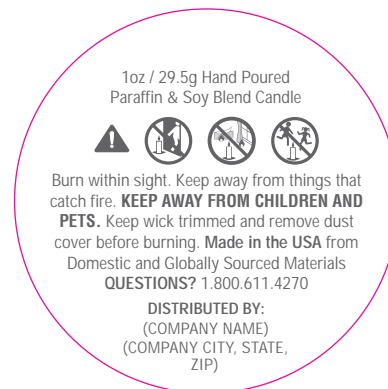 1oz / 29.5g Hand Poured
Paraffin & Soy Blend Candle
Burn within sight. Keep away from things that
catch fire. KEEP AWAY FROM CHILDREN AND
PETS. Keep wick trimmed and remove dust
cover before burning. Made in the USA from
Domestic and Globally Sourced Materials
QUESTIONS? 1.800.611.4270
DISTRIBUTED BY:
(COMPANY NAME)
(COMPANY CITY, STATE,
ZIP)